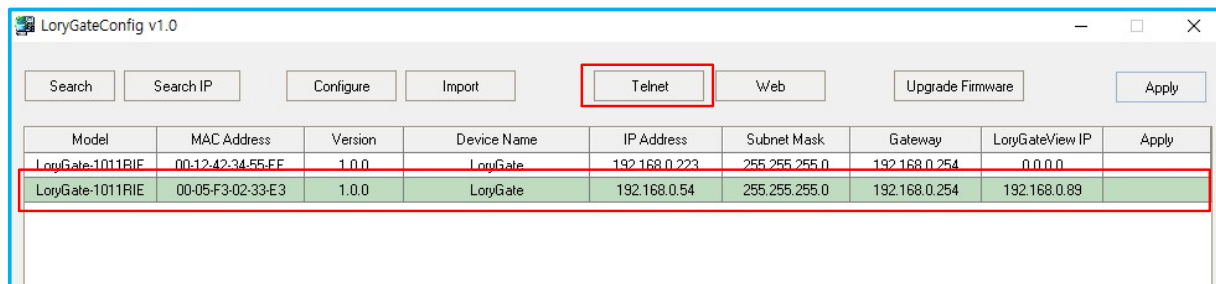 LoryGateConfig v1.0
Search Search IP Configure Import Telnet Web Upgrade Firmware Apply
Model MAC Address Version Device Name IP Address Subnet Mask Gateway LoryGateView IP Apply
LoryGate-1011RIE 00-12-42-34-55-EF 1.0.0 LoryGate 192.168.0.223 255.255.255.0 192.168.0.254 0.0.0.0
LoryGate-1011RIE 00-05-F3-02-33-E3 1.0.0 LoryGate 192.168.0.54 255.255.255.0 192.168.0.254 192.168.0.89